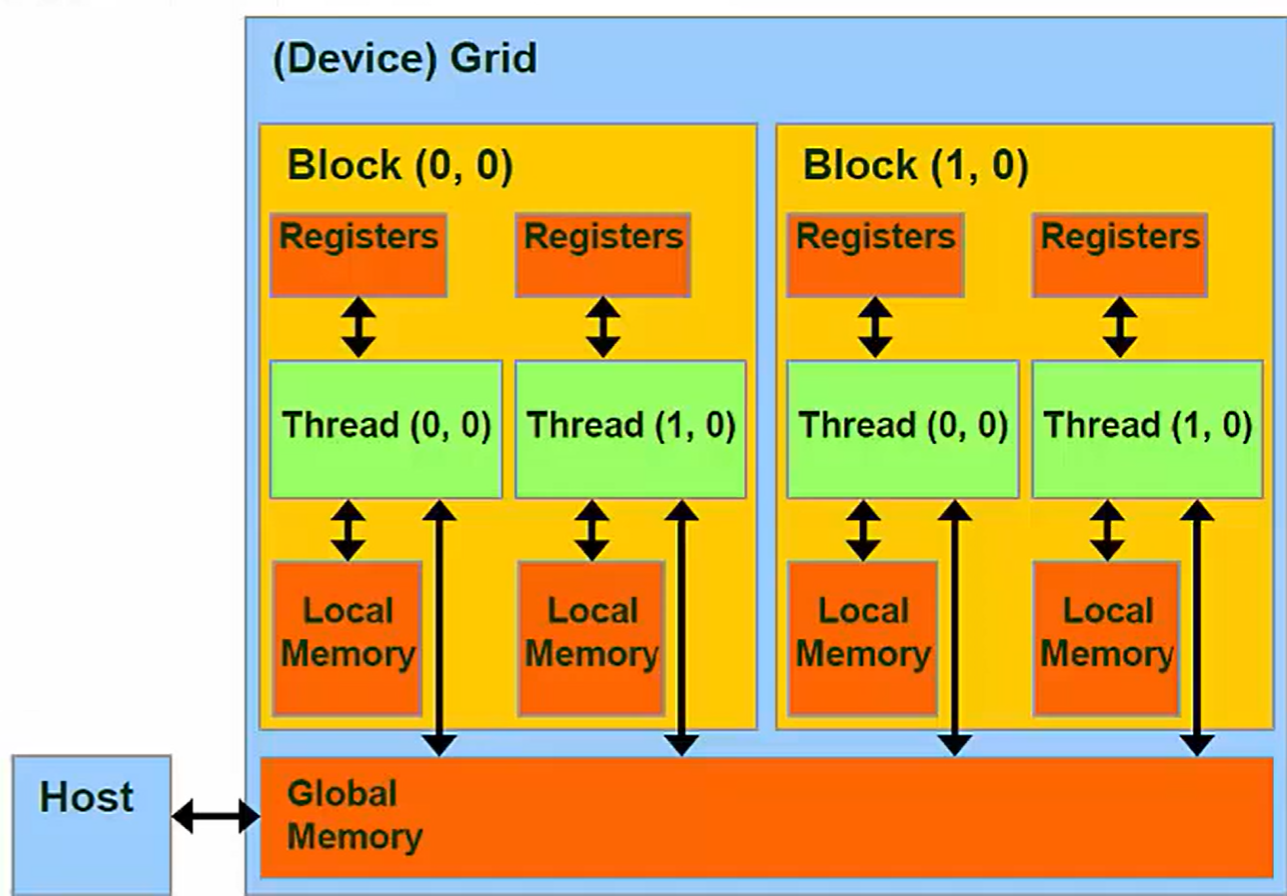 (Device) Grid
Block (0, 0)
Block (1, 0)
Registers
Registers
Registers
Registers
Thread (0, 0)
Thread (1, 0)
Thread (0, 0)
Thread (1, 0)
Local
Memory
Local
Memory
Local
Memory
Local
Memory
Host
Global
Memory